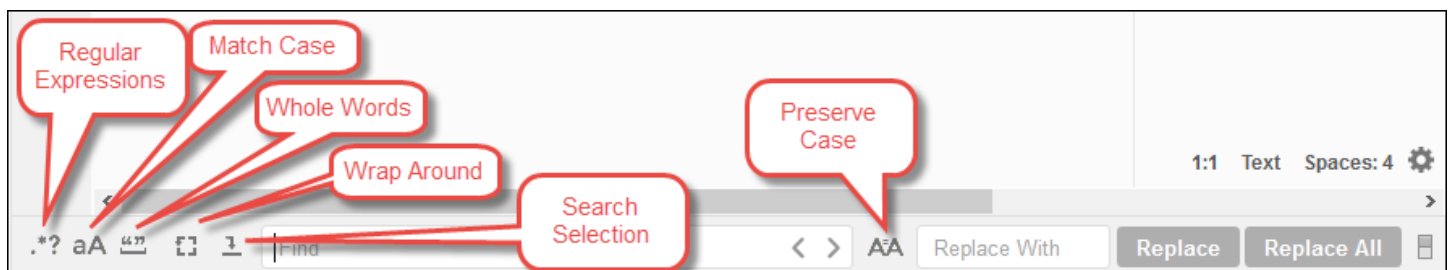 Regular
Expressions
Match Case
Whole Words
Wrap Around
Search
Selection
Preserve
Case
1:1 Text Spaces: 4
.*? aA “” Find AA Replace With Replace Replace All